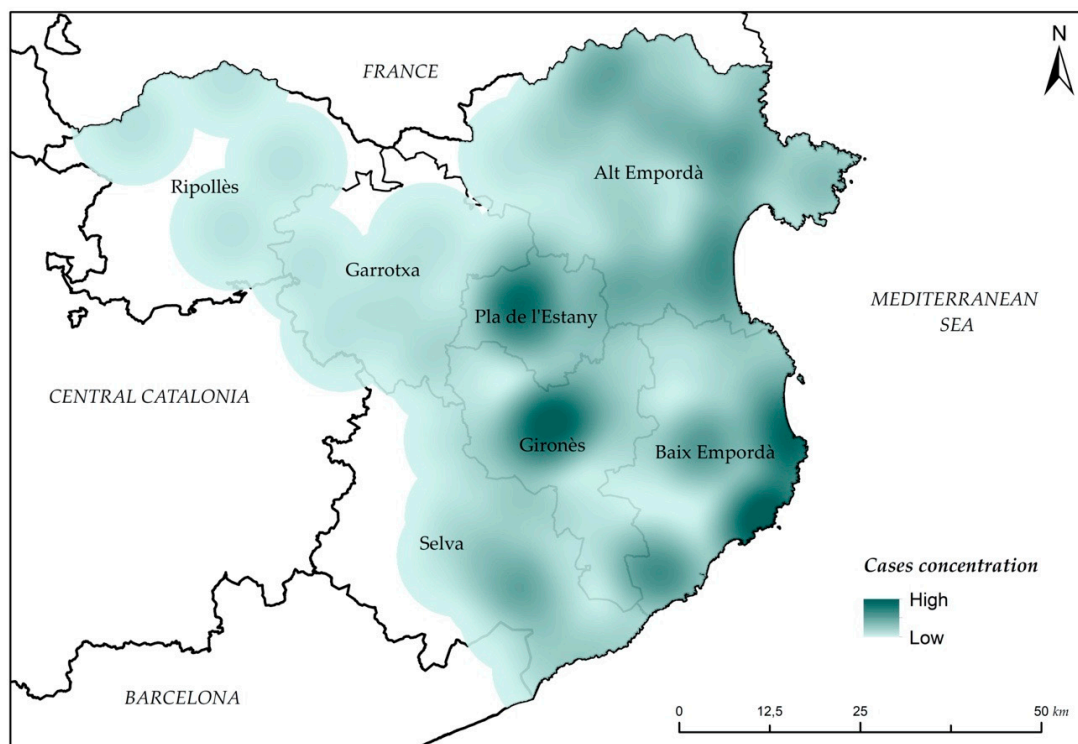 N
FRANCE
Alt Empordà
Ripollès
Garrotxa
MEDITERRANEAN
SEA
Pla de l'Estany
CENTRAL CATALONIA
Gironès
Baix Empordà
Selva
Cases concentration
High
Low
BARCELONA
0 12,5 25 50 km